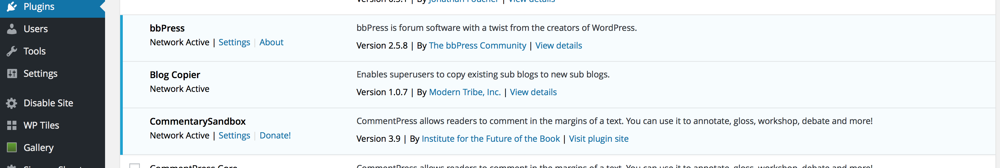 Plugins
Users
Tools
Settings
Disable Site
WP Tiles
Gallery
By Jonathan Foucher | View details
bbPress
Network Active | Settings | About
bbPress is forum software with a twist from the creators of WordPress.
Version 2.5.8 | By The bbPress Community | View details
Blog Copier
Network Active
Enables superusers to copy existing sub blogs to new sub blogs.
Version 1.0.7 | By Modern Tribe, Inc. | View details
CommentarySandbox
Network Active | Settings | Donate!
CommentPress allows readers to comment in the margins of a text. You can use it to annotate, gloss, workshop, debate and more!
Version 3.9 | By Institute for the Future of the Book | Visit plugin site
CommentPress Core
CommentPress allows readers to comment in the margins of a text. You can use it to annotate, gloss, workshop, debate and more!